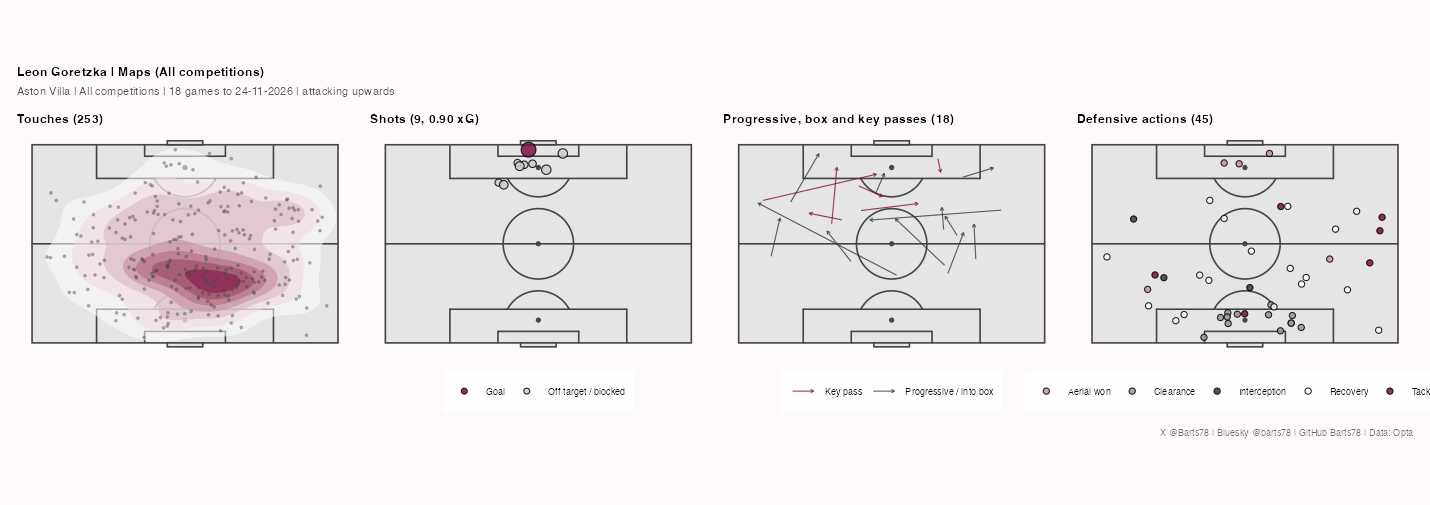 Leon Goretzka | Maps (All competitions)
Aston Villa | All competitions | 18 games to 24-11-2026 | attacking upwards
Touches (253)
Shots (9, 0.90 xG)
Progressive, box and key passes (18)
Defensive actions (45)
Goal
Off target / blocked
Key pass
Progressive / into box
Aerial won
Clearance
Interception
Recovery
Tack
X @Barts78 | Bluesky @barts78 | GitHub Barts78 | Data: Opta